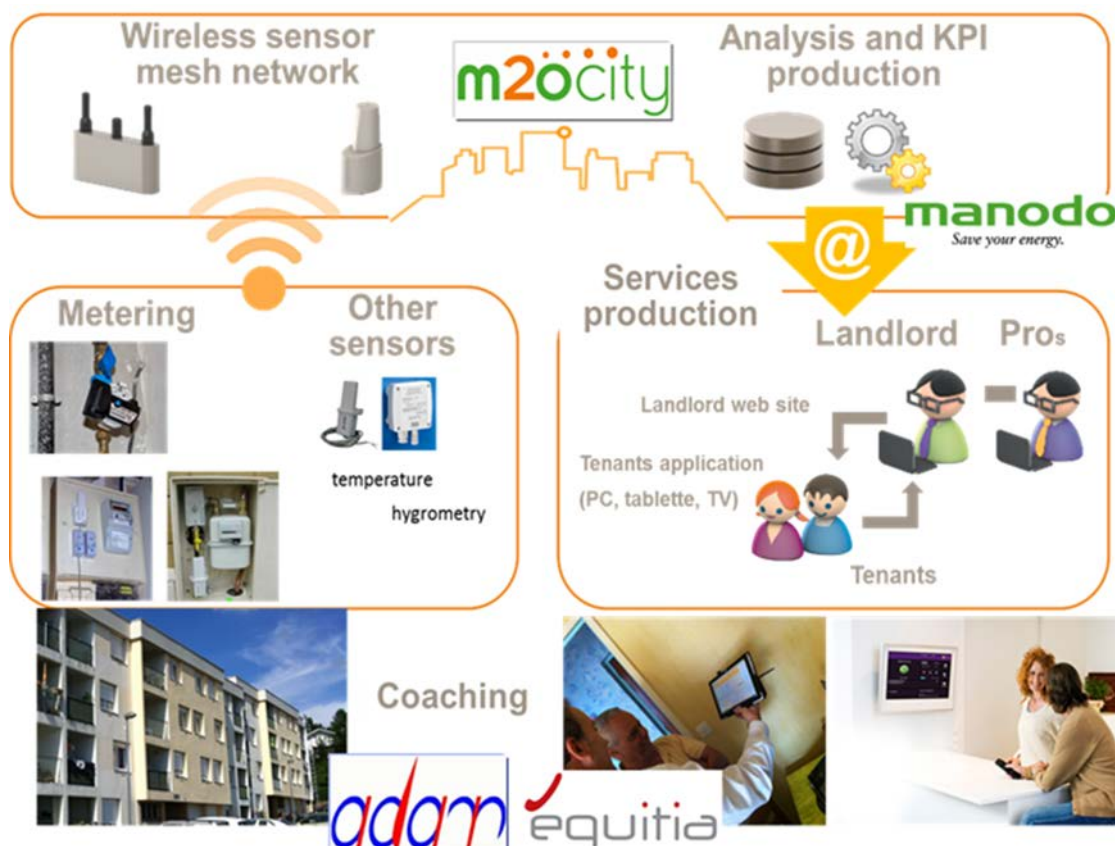 Wireless sensor
mesh network
m2ocity
Analysis and KPI
production
manodo
Save your energy.
@
Metering
Other
sensors
temperature
hygrometry
Services
production
Landlord
Pros
Landlord web site
Tenants application
(PC, tablette, TV)
Tenants
Coaching
adam
equitia